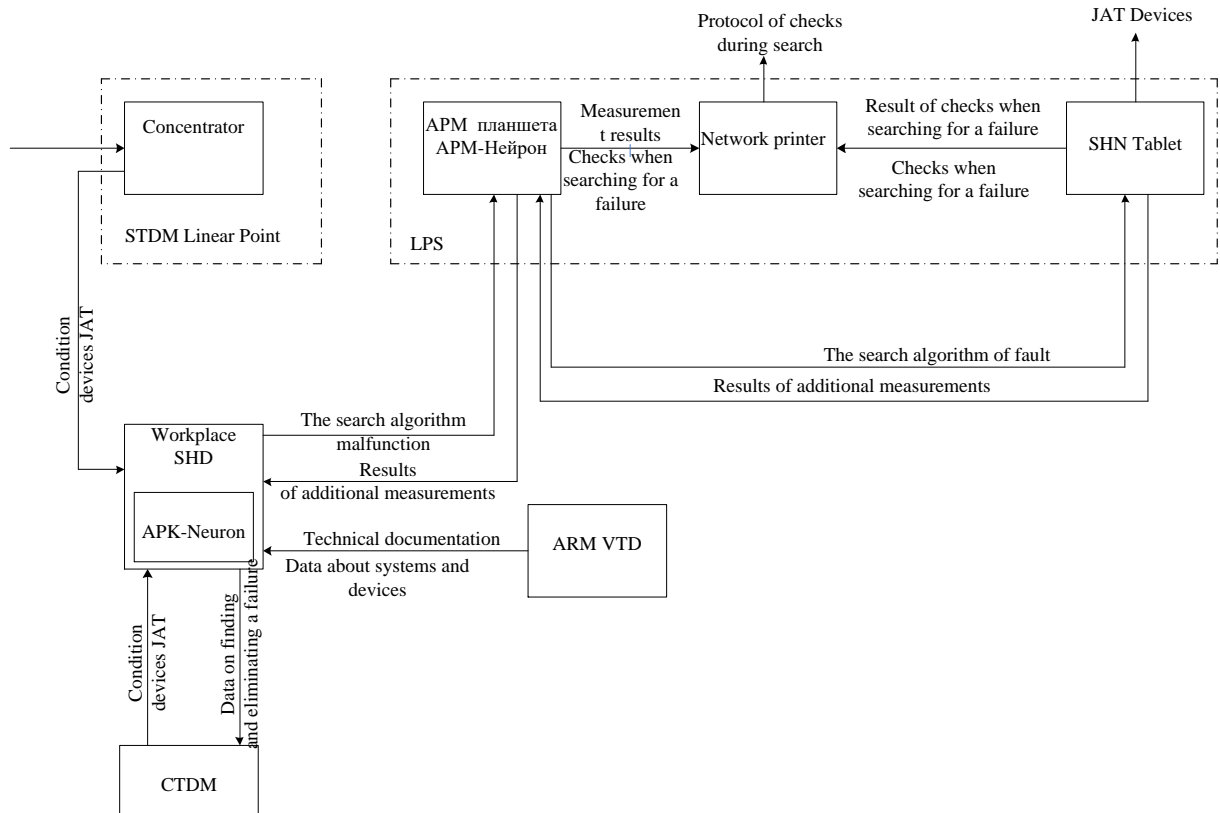 JAT Devices
Protocol of checks
during search
Concentrator
STDM Linear Point
АРМ планшета
АРМ-Нейрон
Measuremen
t results
Checks when
searching for a
failure
Network printer
Result of checks when
searching for a failure
Checks when
searching for a failure
SHN Tablet
LPS
Condition
devices JAT
The search algorithm of fault
Results of additional measurements
The search algorithm
malfunction
Results
of additional measurements
Workplace
SHD
APK-Neuron
Technical documentation
Data about systems and
devices
ARM VTD
Condition
devices JAT
Data on finding
and eliminating a failure
CTDM